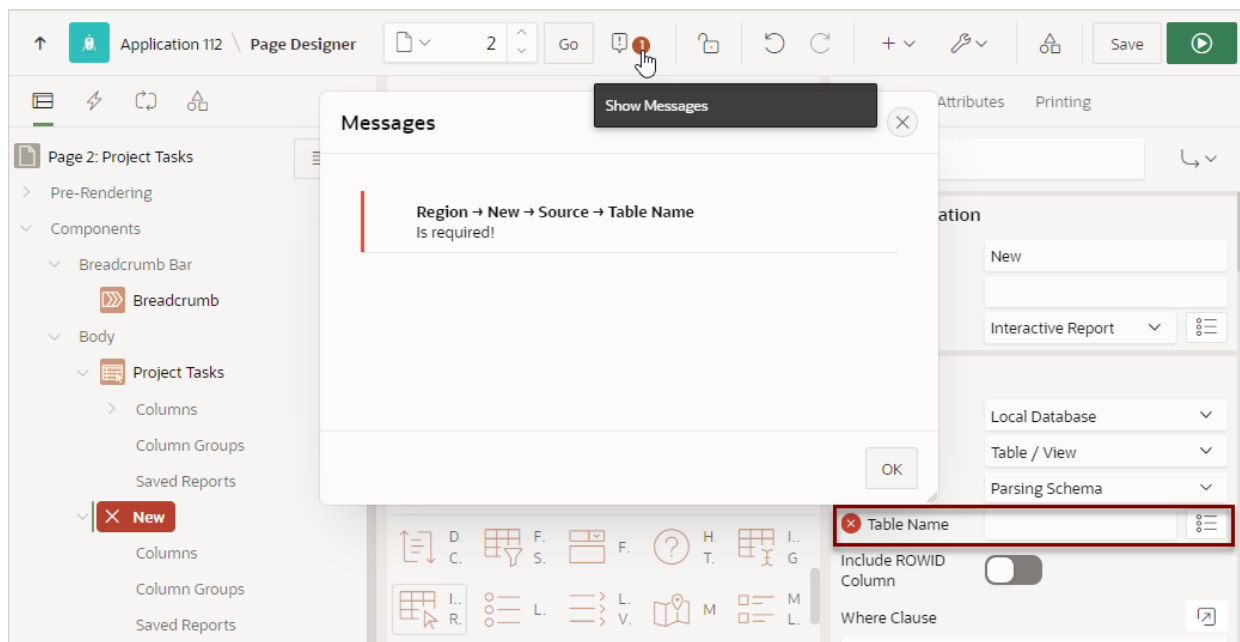 Application 112 \ Page Designer
2
Go
1
Save
Show Messages
Messages
Attributes
Printing
Page 2: Project Tasks
Pre-Rendering
Components
Breadcrumb Bar
Breadcrumb
Body
Project Tasks
Columns
Column Groups
Saved Reports
New
Columns
Column Groups
Saved Reports
Region → New → Source → Table Name
Is required!
OK
D.
C.
F.
S.
F.
H.
T.
I..
G
I..
R.
L.
L.
V.
M
M
L.
ation
New
Interactive Report
Local Database
Table / View
Parsing Schema
Table Name
Include ROWID
Column
Where Clause